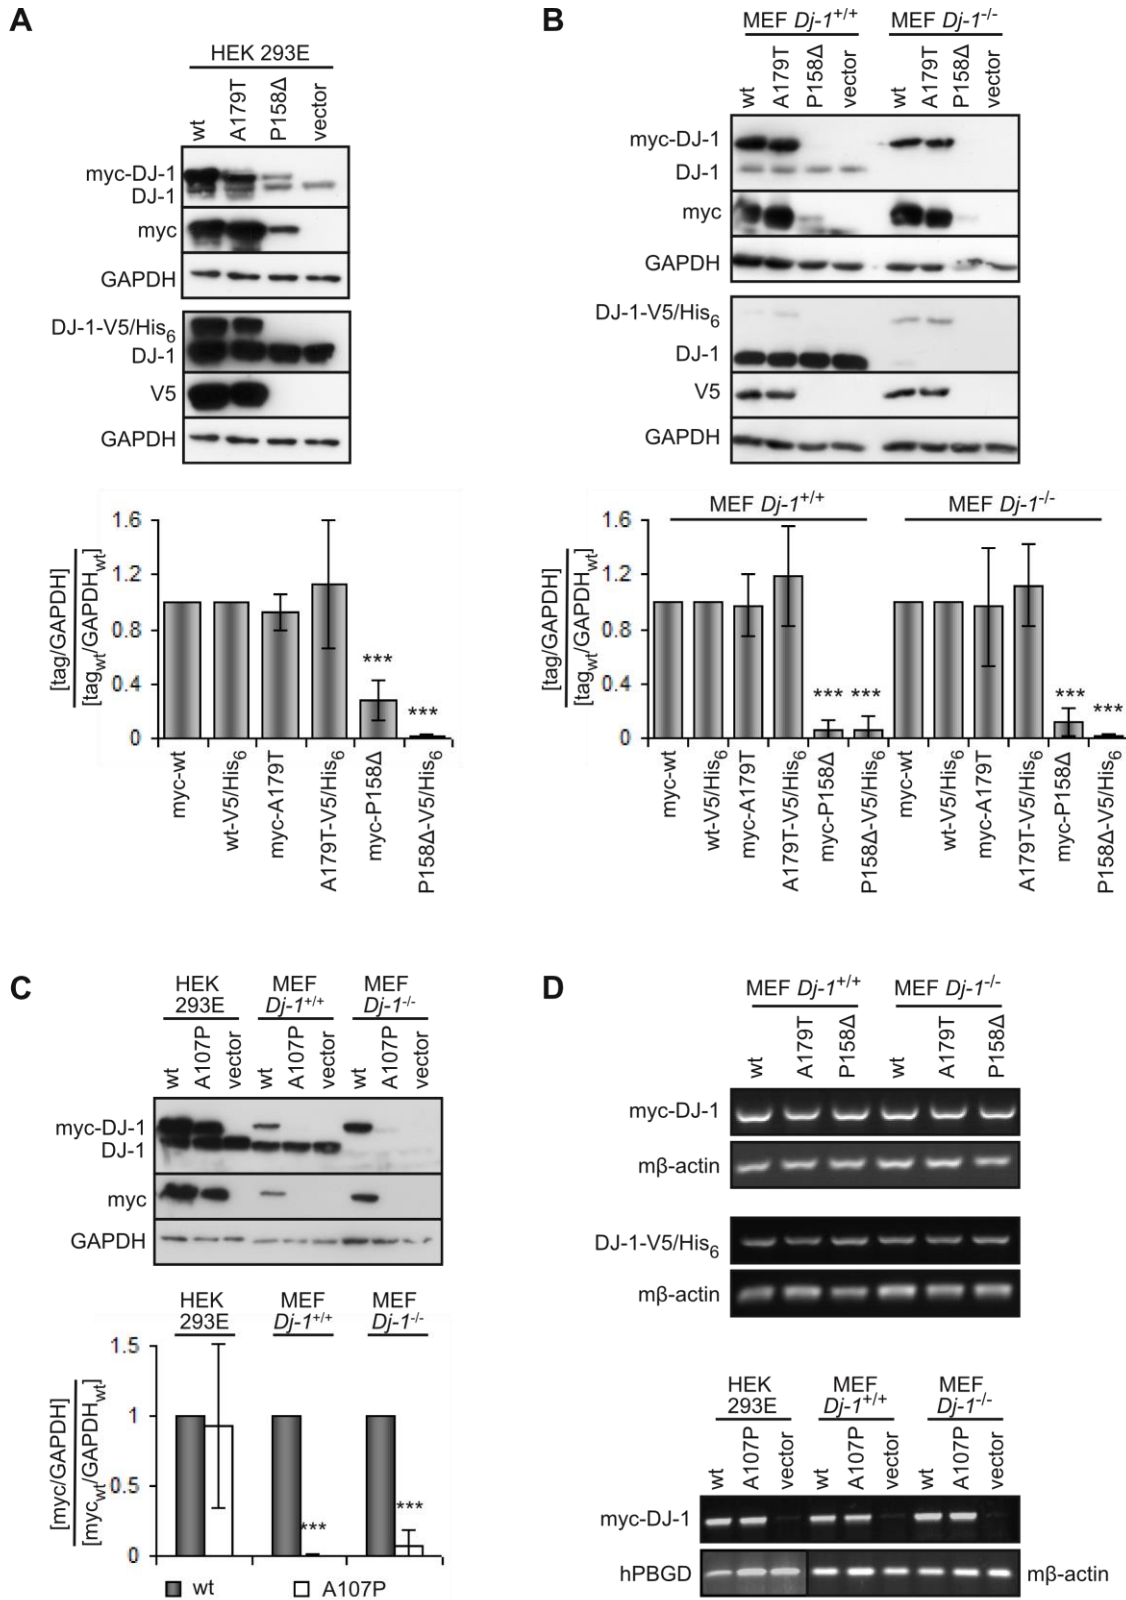 A
HEK 293E
wt
A179T
P158Δ
vector
myc-DJ-1
DJ-1
myc
GAPDH
DJ-1-V5/His6
DJ-1
V5
GAPDH
[tag/GAPDH]
[tagwt/GAPDHwt]
1.6
1.2
0.8
0.4
0
***
***
myc-wt
wt-V5/His6
myc-A179T
A179T-V5/His6
myc-P158Δ
P158Δ-V5/His6
B
MEF Dj-1+/+ MEF Dj-1-/-
wt
A179T
P158Δ
vector
wt
A179T
P158Δ
vector
myc-DJ-1
DJ-1
myc
GAPDH
DJ-1-V5/His6
DJ-1
V5
GAPDH
MEF Dj-1+/+ MEF Dj-1-/-
[tag/GAPDH]
[tagwt/GAPDHwt]
1.6
1.2
0.8
0.4
0
*** ***
***
***
myc-wt
wt-V5/His6
myc-A179T
A179T-V5/His6
myc-P158Δ
P158Δ-V5/His6
myc-wt
wt-V5/His6
myc-A179T
A179T-V5/His6
myc-P158Δ
P158Δ-V5/His6
C
HEK
293E
MEF
Dj-1+/+
MEF
Dj-1-/-
wt
A107P
vector
wt
A107P
vector
wt
A107P
vector
myc-DJ-1
DJ-1
myc
GAPDH
HEK
293E
MEF
Dj-1+/+
MEF
Dj-1-/-
[myc/GAPDH]
[mycwt/GAPDHwt]
1.5
1
0.5
0
***
***
wt A107P
D
MEF Dj-1+/+ MEF Dj-1-/-
wt
A179T
P158Δ
wt
A179T
P158Δ
myc-DJ-1
mβ-actin
DJ-1-V5/His6
mβ-actin
HEK
293E
MEF
Dj-1+/+
MEF
Dj-1-/-
wt
A107P
vector
wt
A107P
vector
wt
A107P
vector
myc-DJ-1
hPBGD mβ-actin